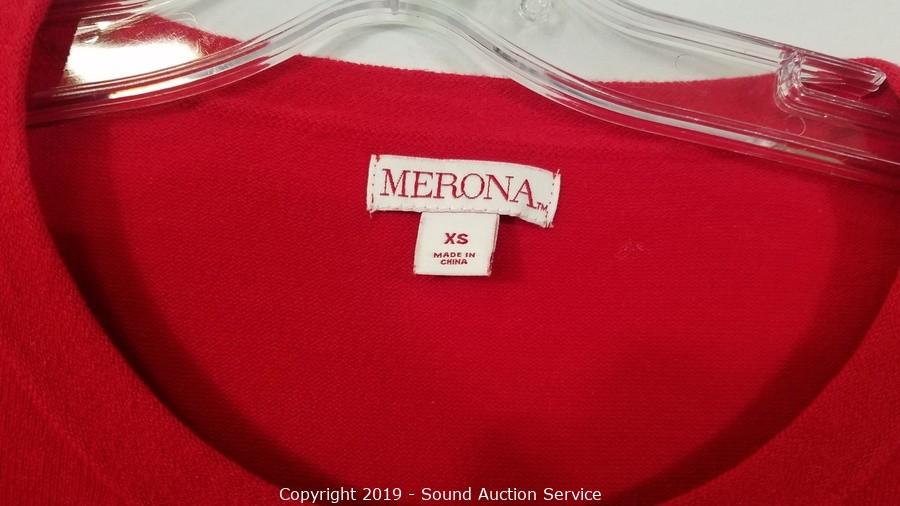 MERONA™
XS
MADE IN
CHINA
Copyright 2019 - Sound Auction Service